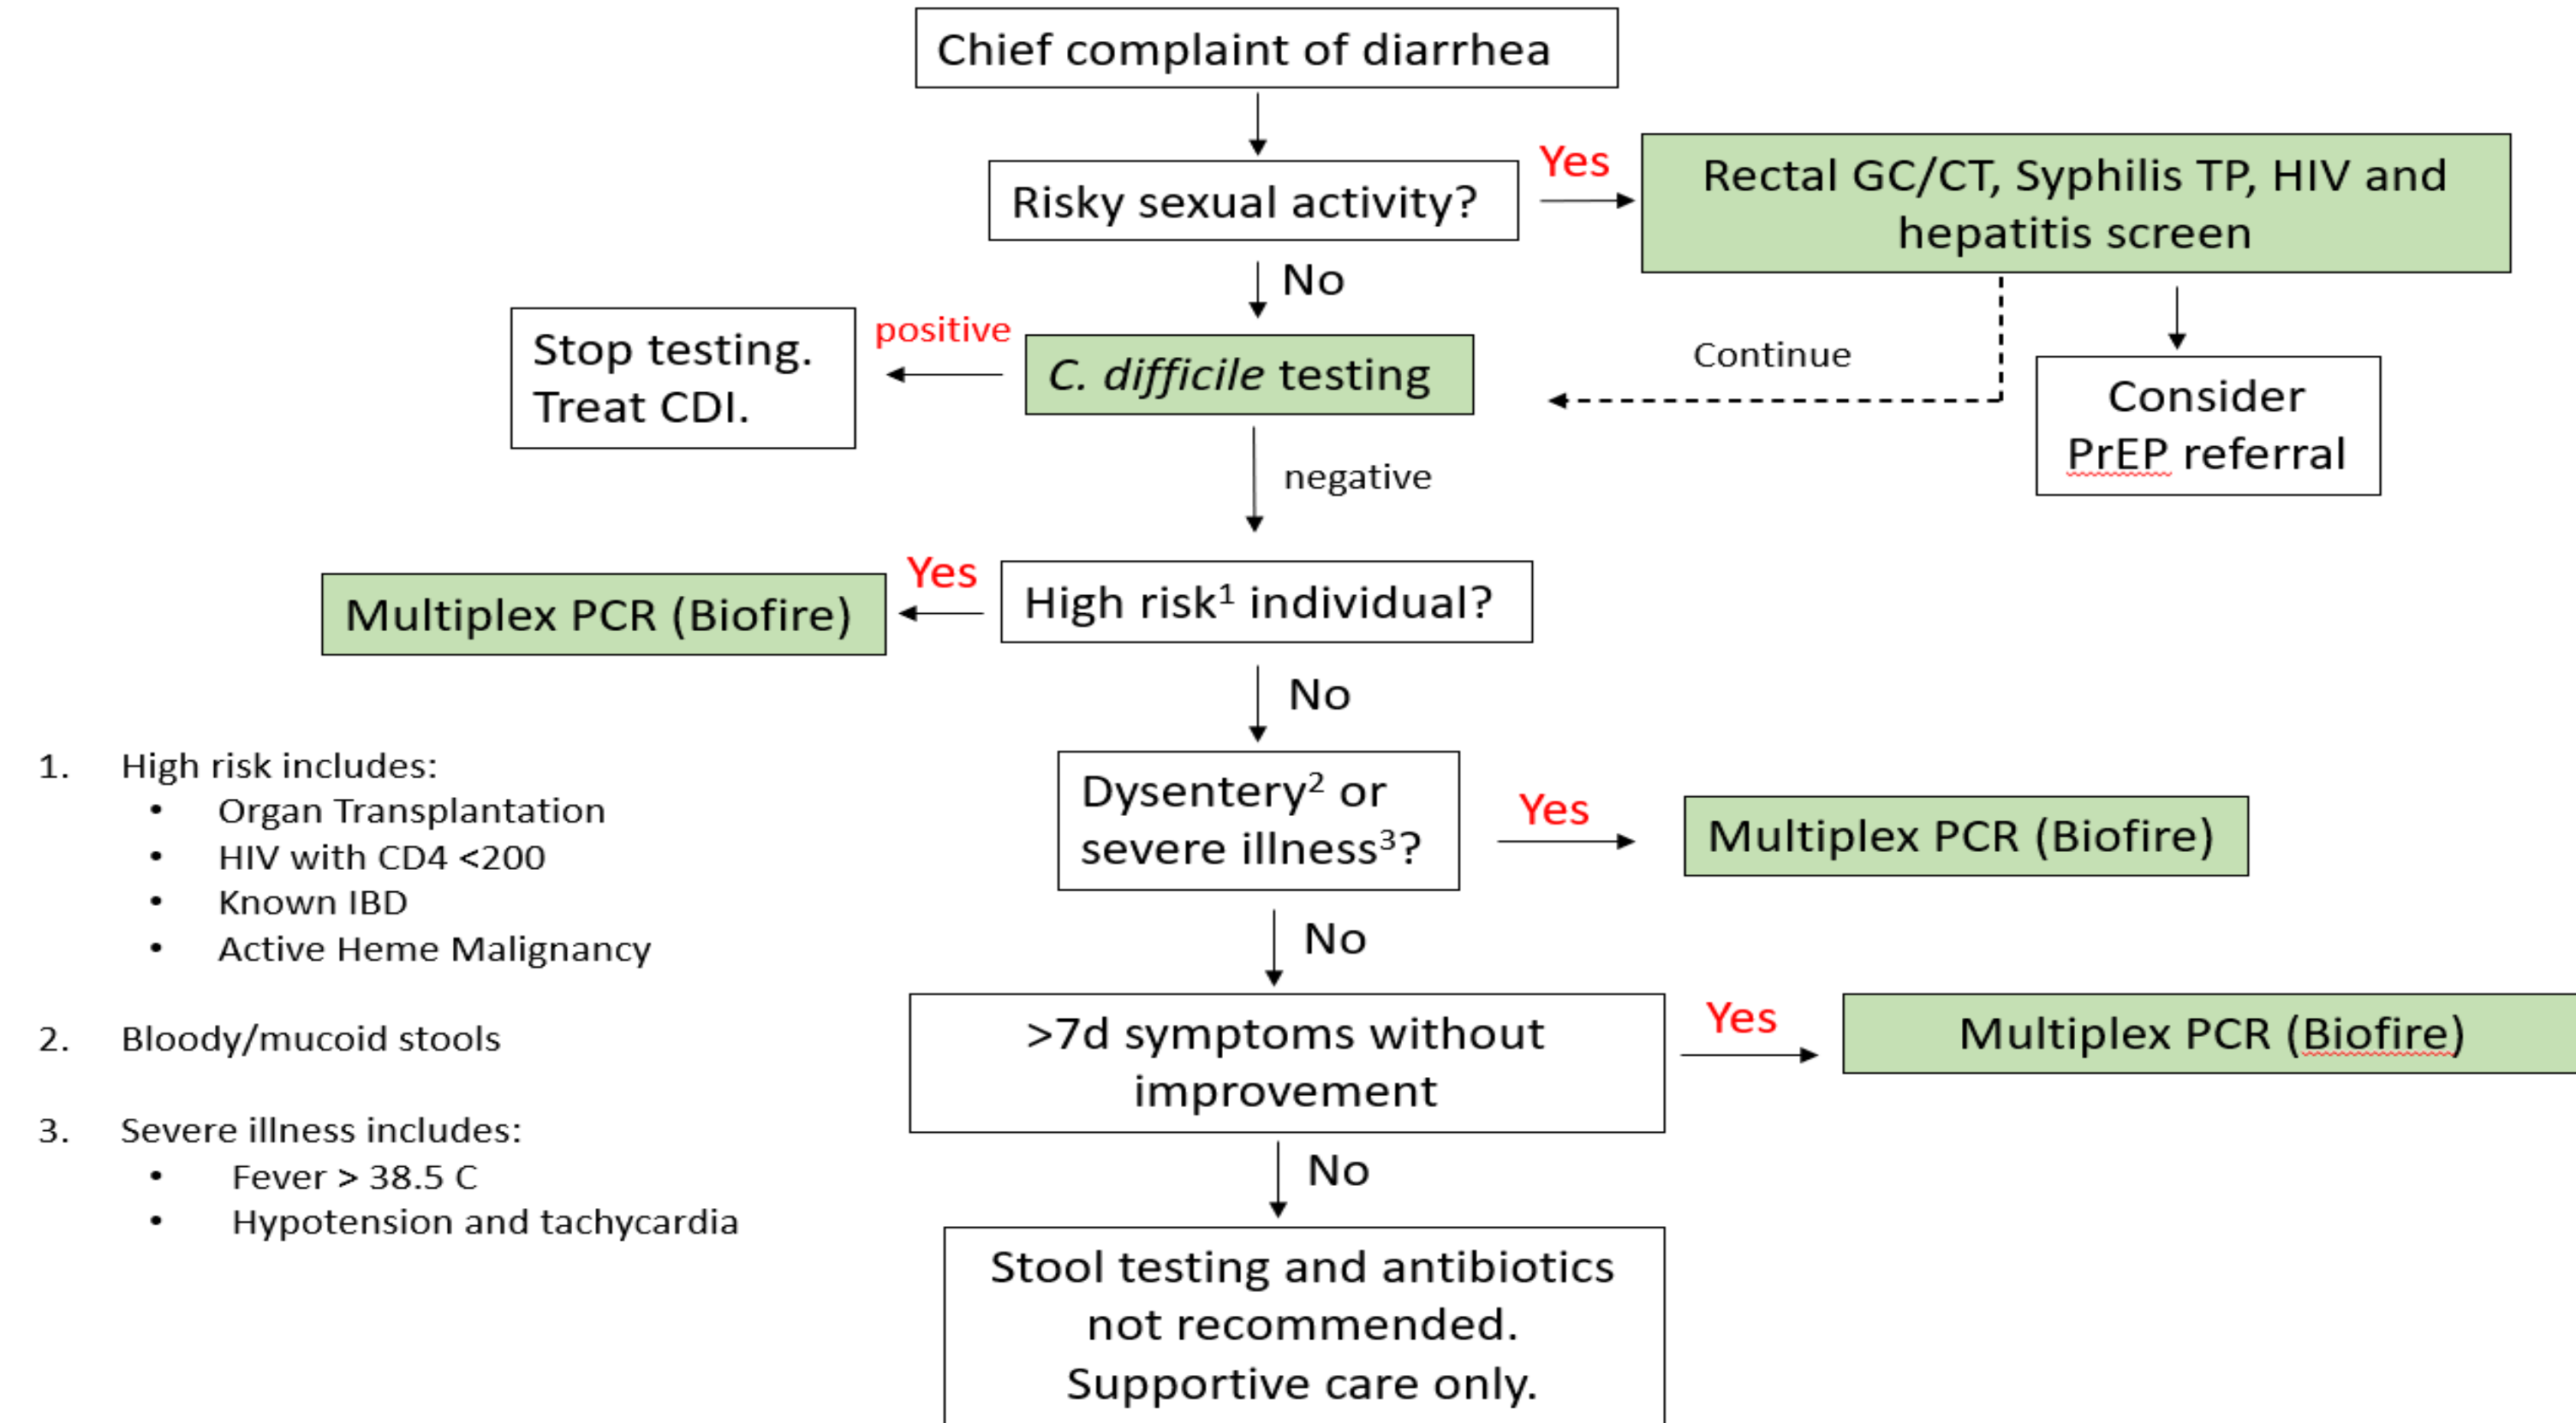 Chief complaint of diarrhea
Risky sexual activity?
Yes
Rectal GC/CT, Syphilis TP, HIV and
hepatitis screen
No
Stop testing.
Treat CDI.
positive
C. difficile testing
Continue
Consider
PrEP referral
negative
Multiplex PCR (Biofire)
Yes
High risk¹ individual?
No
Dysentery² or
severe illness³?
Yes
Multiplex PCR (Biofire)
No
>7d symptoms without
improvement
Yes
Multiplex PCR (Biofire)
No
Stool testing and antibiotics
not recommended.
Supportive care only.
1. High risk includes:
• Organ Transplantation
• HIV with CD4 <200
• Known IBD
• Active Heme Malignancy
2. Bloody/mucoid stools
3. Severe illness includes:
• Fever > 38.5 C
• Hypotension and tachycardia